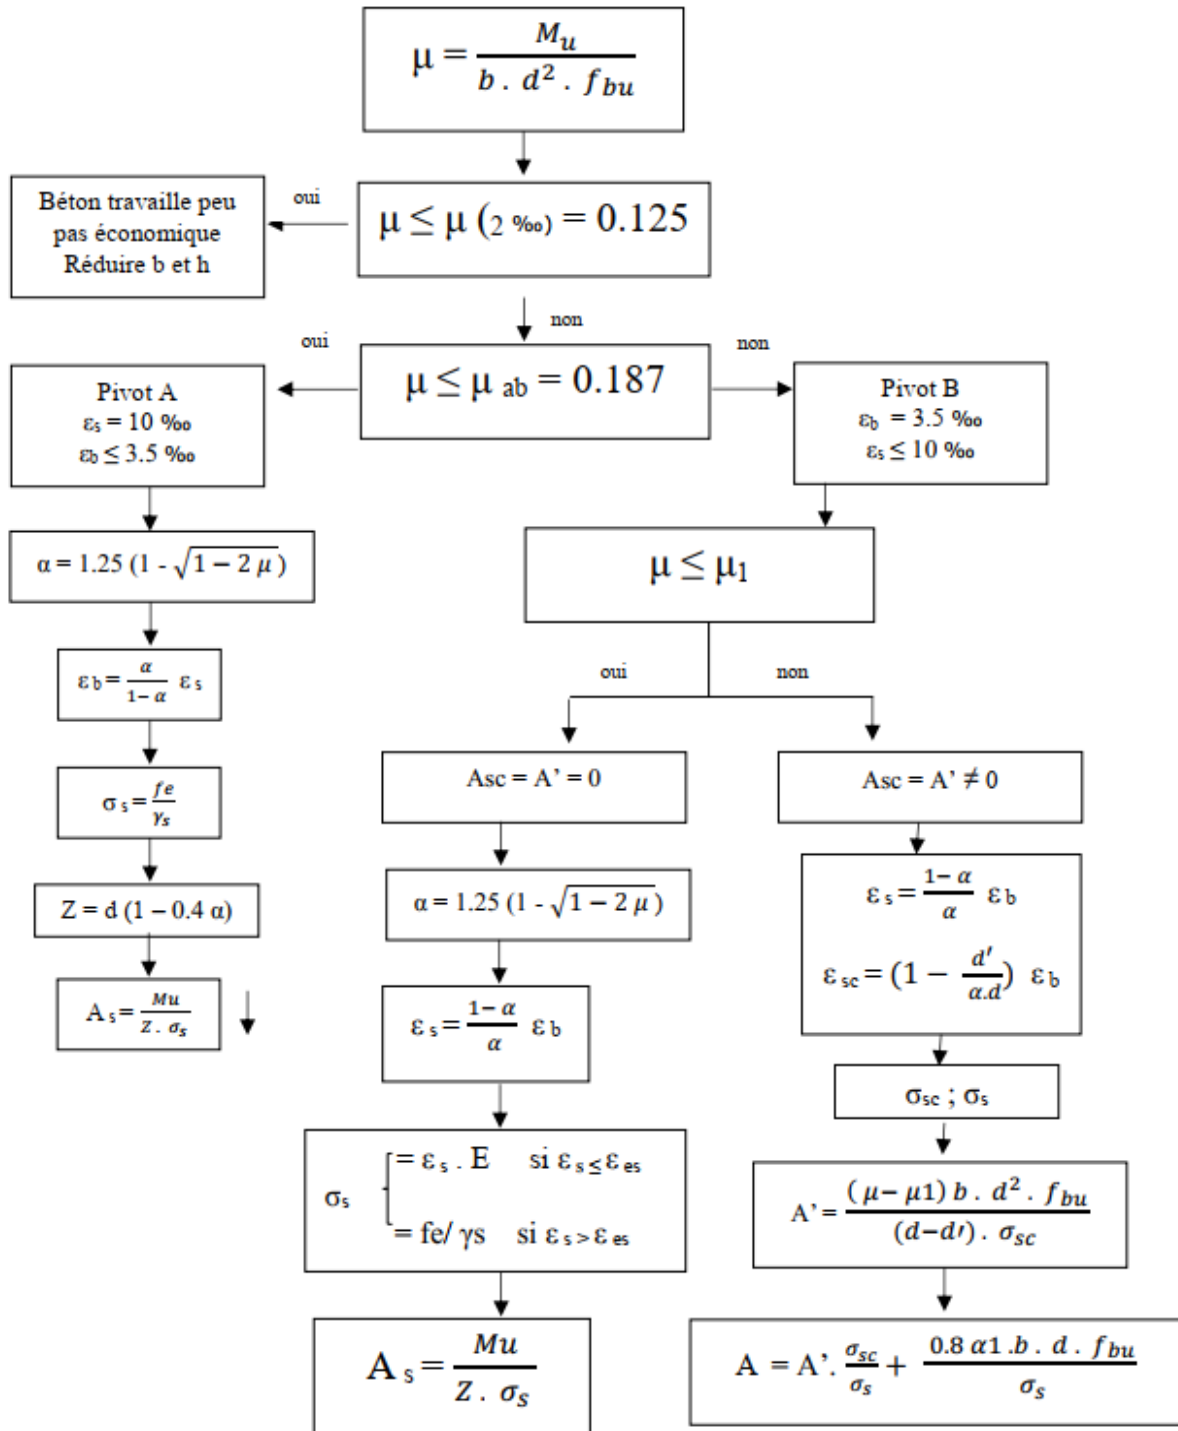 μ = M_u / (b . d² . f_bu)
oui
Béton travaille peu
pas économique
Réduire b et h
μ ≤ μ (2 ‰) = 0.125
non
oui
μ ≤ μ ab = 0.187
non
Pivot A
εs = 10 ‰
εb ≤ 3.5 ‰
Pivot B
εb = 3.5 ‰
εs ≤ 10 ‰
α = 1.25 (1 - √(1 − 2 μ))
εb = α/(1− α) εs
σs = fe/γs
Z = d (1 – 0.4 α)
As = Mu/(Z . σs)
μ ≤ μ1
oui
non
Asc = A’ = 0
α = 1.25 (1 - √(1 − 2 μ))
εs = (1− α)/α εb
σs
= εs . E si εs ≤ εes
= fe/ γs si εs > εes
As = Mu/(Z . σs)
Asc = A’ ≠ 0
εs = (1− α)/α εb
εsc = (1 − d′/(α.d)) εb
σsc ; σs
A’ = (μ− μ1) b . d² . f_bu / ((d−d′) . σsc)
A = A’. σsc/σs + 0.8 α1 .b . d . f_bu / σs